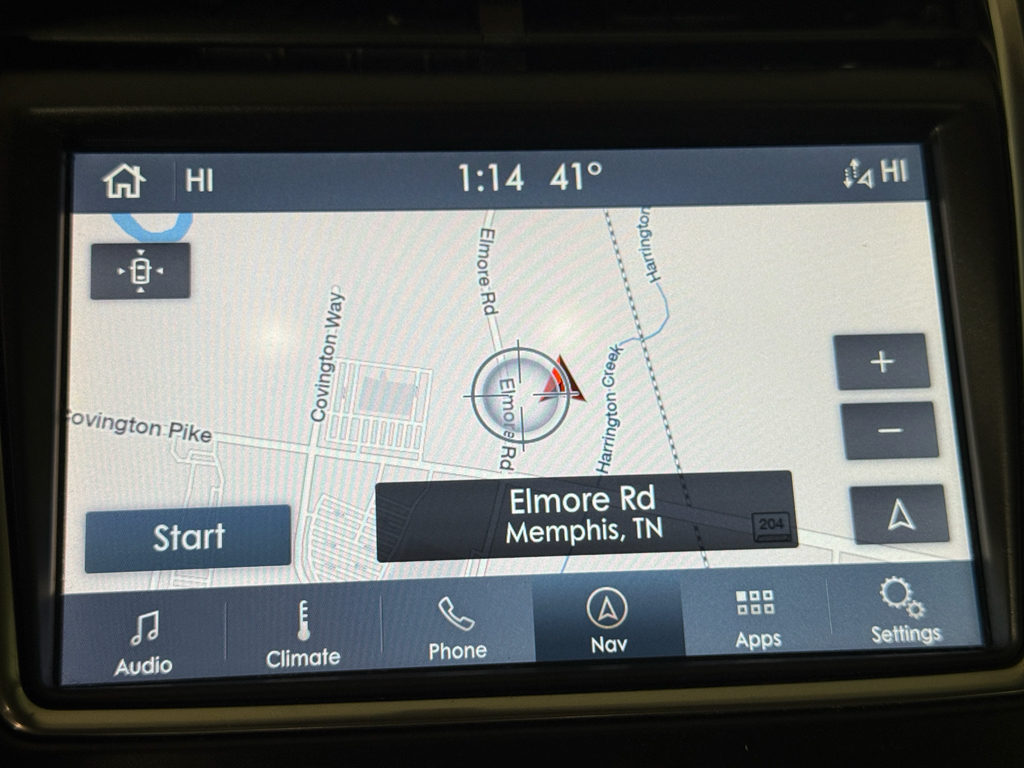 HI
1:14 41°
HI
Elmore Rd
Harrington
Covington Way
Elmore Rd
Harrington Creek
ovington Pike
Elmore Rd
Memphis, TN
204
Start
+
−
Audio
Climate
Phone
Nav
Apps
Settings